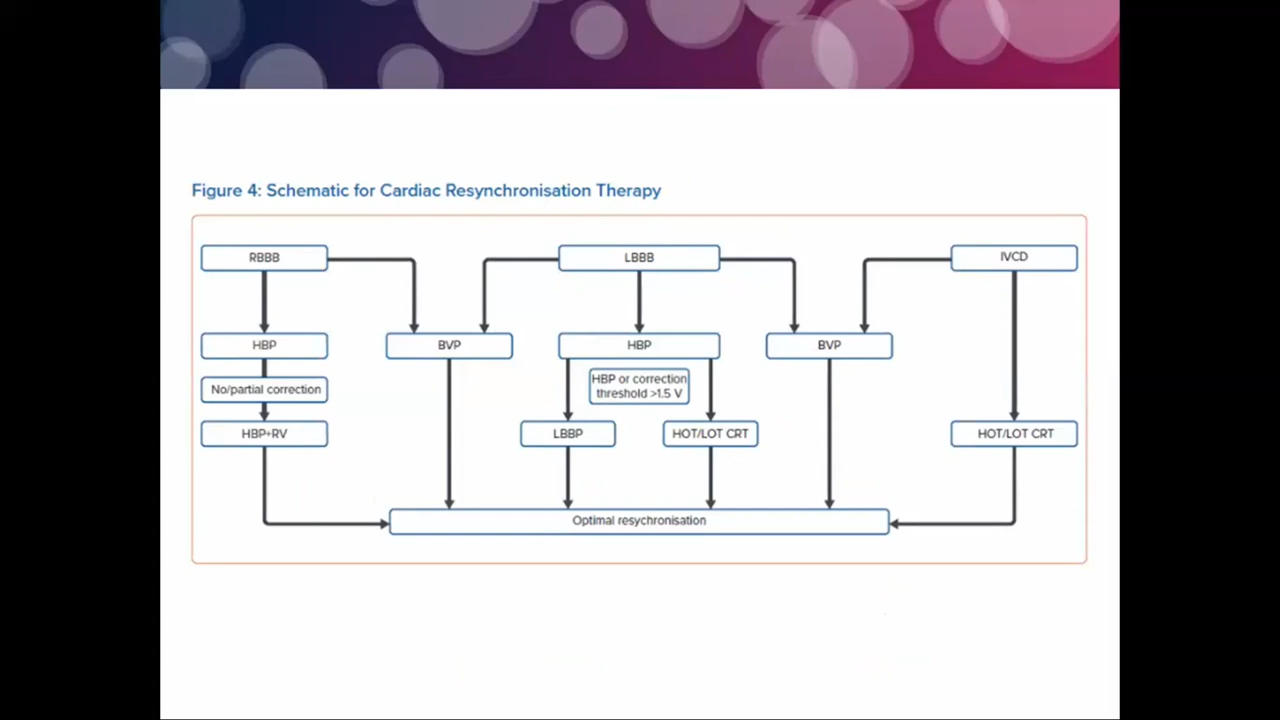 Figure 4: Schematic for Cardiac Resynchronisation Therapy
RBBB
LBBB
IVCD
HBP
BVP
HBP
BVP
No/partial correction
HBP or correction
threshold >1.5 V
HBP+RV
LBBP
HOT/LOT CRT
HOT/LOT CRT
Optimal resychronisation